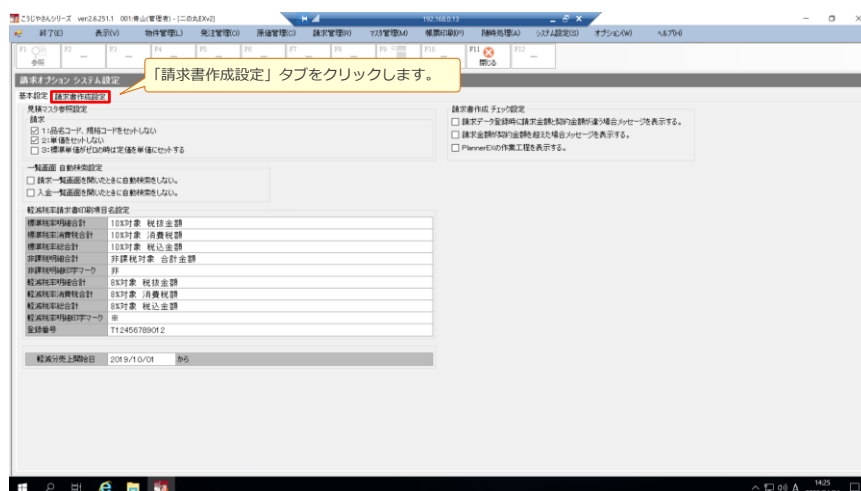 こうじやさんシリーズ ver.2.6.251.1 001:青山(管理者) - [二の丸EXv2]
192.168.0.13
終了(E) 表示(V) 物件管理(L) 発注管理(O) 原価管理(C) 請求管理(R) マスタ管理(M) 帳票印刷(P) 随時処理(A) システム設定(S) オプション(W) ヘルプ(H)
F1 参照 F2 F3 F4 F5 F6 F7 F8 F9 F10 F11 閉じる F12
「請求書作成設定」タブをクリックします。
請求オプション システム設定
基本設定 請求書作成設定
見積マスタ参照設定
請求
1:品名コード、規格コードをセットしない
2:単価をセットしない
3:標準単価がゼロの時は定価を単価にセットする
一覧画面 自動検索設定
請求一覧画面を開いたときに自動検索をしない。
入金一覧画面を開いたときに自動検索をしない。
請求書作成 チェック設定
請求データ登録時に請求金額と契約金額が違う場合メッセージを表示する。
請求金額が契約金額を超えた場合メッセージを表示する。
PlannerEXの作業工程を表示する。
軽減税率請求書印刷項目名設定
標準税率明細合計 10%対象 税抜金額
標準税率消費税合計 10%対象 消費税額
標準税率総合計 10%対象 税込金額
非課税明細合計 非課税対象 合計金額
非課税明細印字マーク 非
軽減税率明細合計 8%対象 税抜金額
軽減税率消費税合計 8%対象 消費税額
軽減税率総合計 8%対象 税込金額
軽減税率明細印字マーク ※
登録番号 T12456789012
軽減分売上開始日 2019/10/01 から
A 14:25